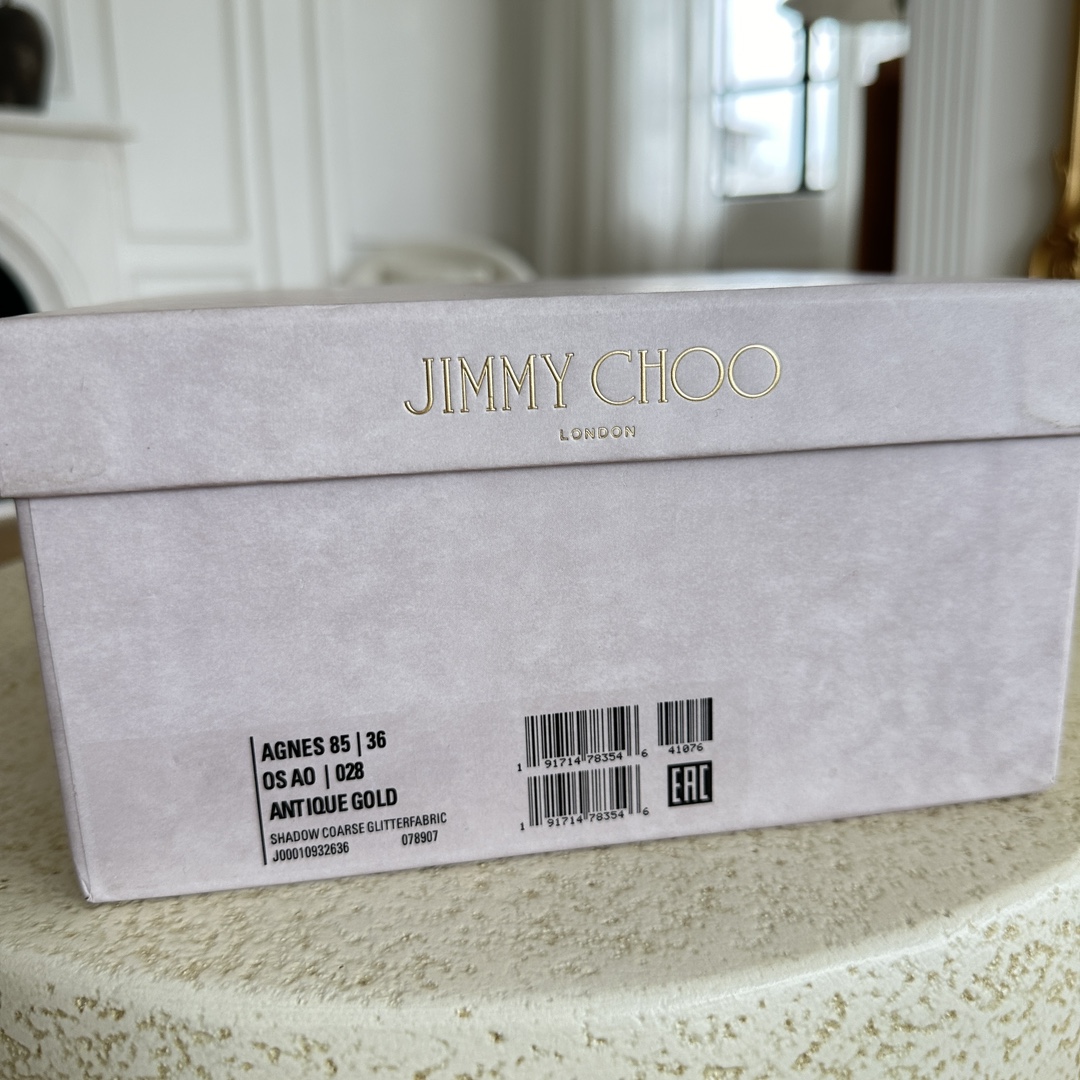 JIMMY CHOO
LONDON
AGNES 85 | 36
OS AO | 028
ANTIQUE GOLD
SHADOW COARSE GLITTERFABRIC
J00010932636 078907
1 91714 78354 6
41076
1 91714 78354 6
EAC